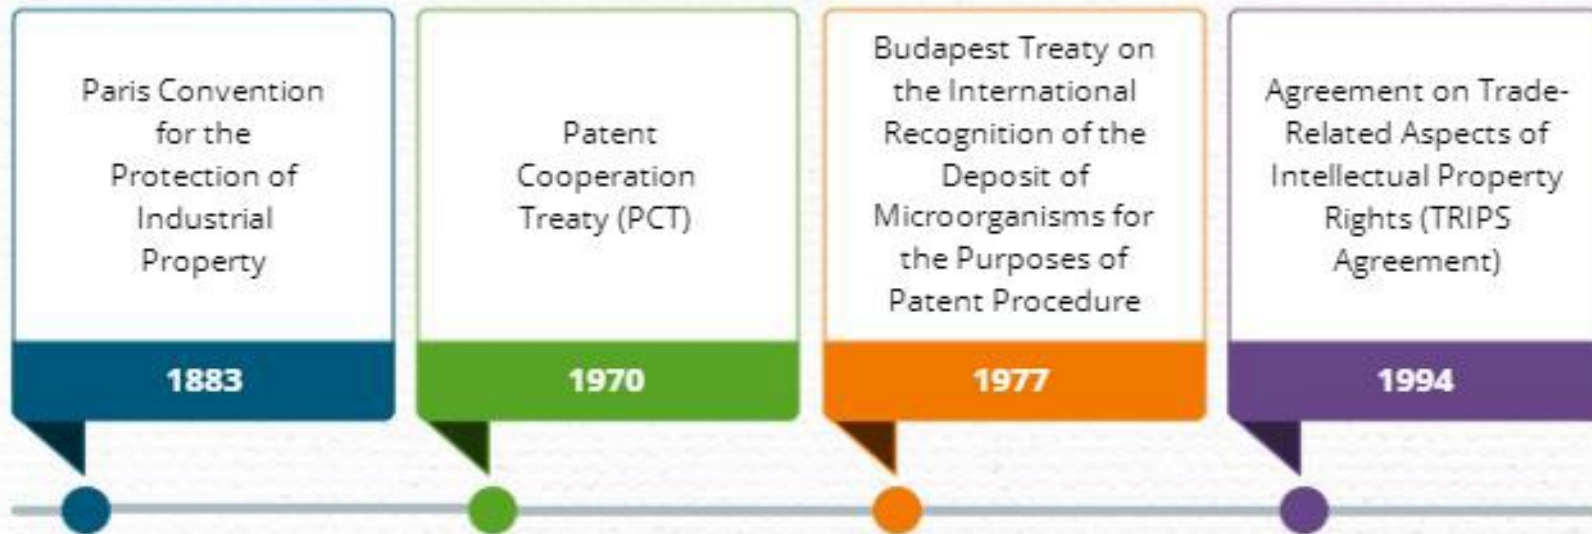 Paris Convention
for the
Protection of
Industrial
Property
1883
Patent
Cooperation
Treaty (PCT)
1970
Budapest Treaty on
the International
Recognition of the
Deposit of
Microorganisms for
the Purposes of
Patent Procedure
1977
Agreement on Trade-
Related Aspects of
Intellectual Property
Rights (TRIPS
Agreement)
1994